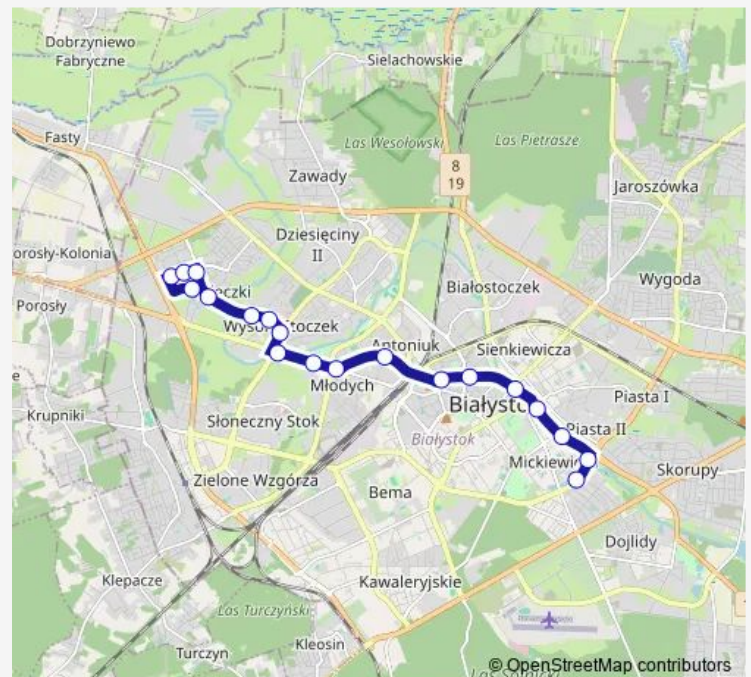 Dobrzyniewo
Fabryczne
Sielachowskie
Fasty
Las Wesołowski
Las Pietrasze
8
19
Zawady
Jaroszówka
Dziesięciny
II
Porosły-Kolonia
Wygoda
Porosły
Białostoczek
Antoniuk
Sienkiewicza
Młodych
Piasta I
Krupniki
Słoneczny Stok
Białystok
Piasta II
Skorupy
Zielone Wzgórza
Bema
Dojlidy
Klepacze
Kawaleryjskie
Las Turczyński
Turczyn
Kleosin
© OpenStreetMap contributors